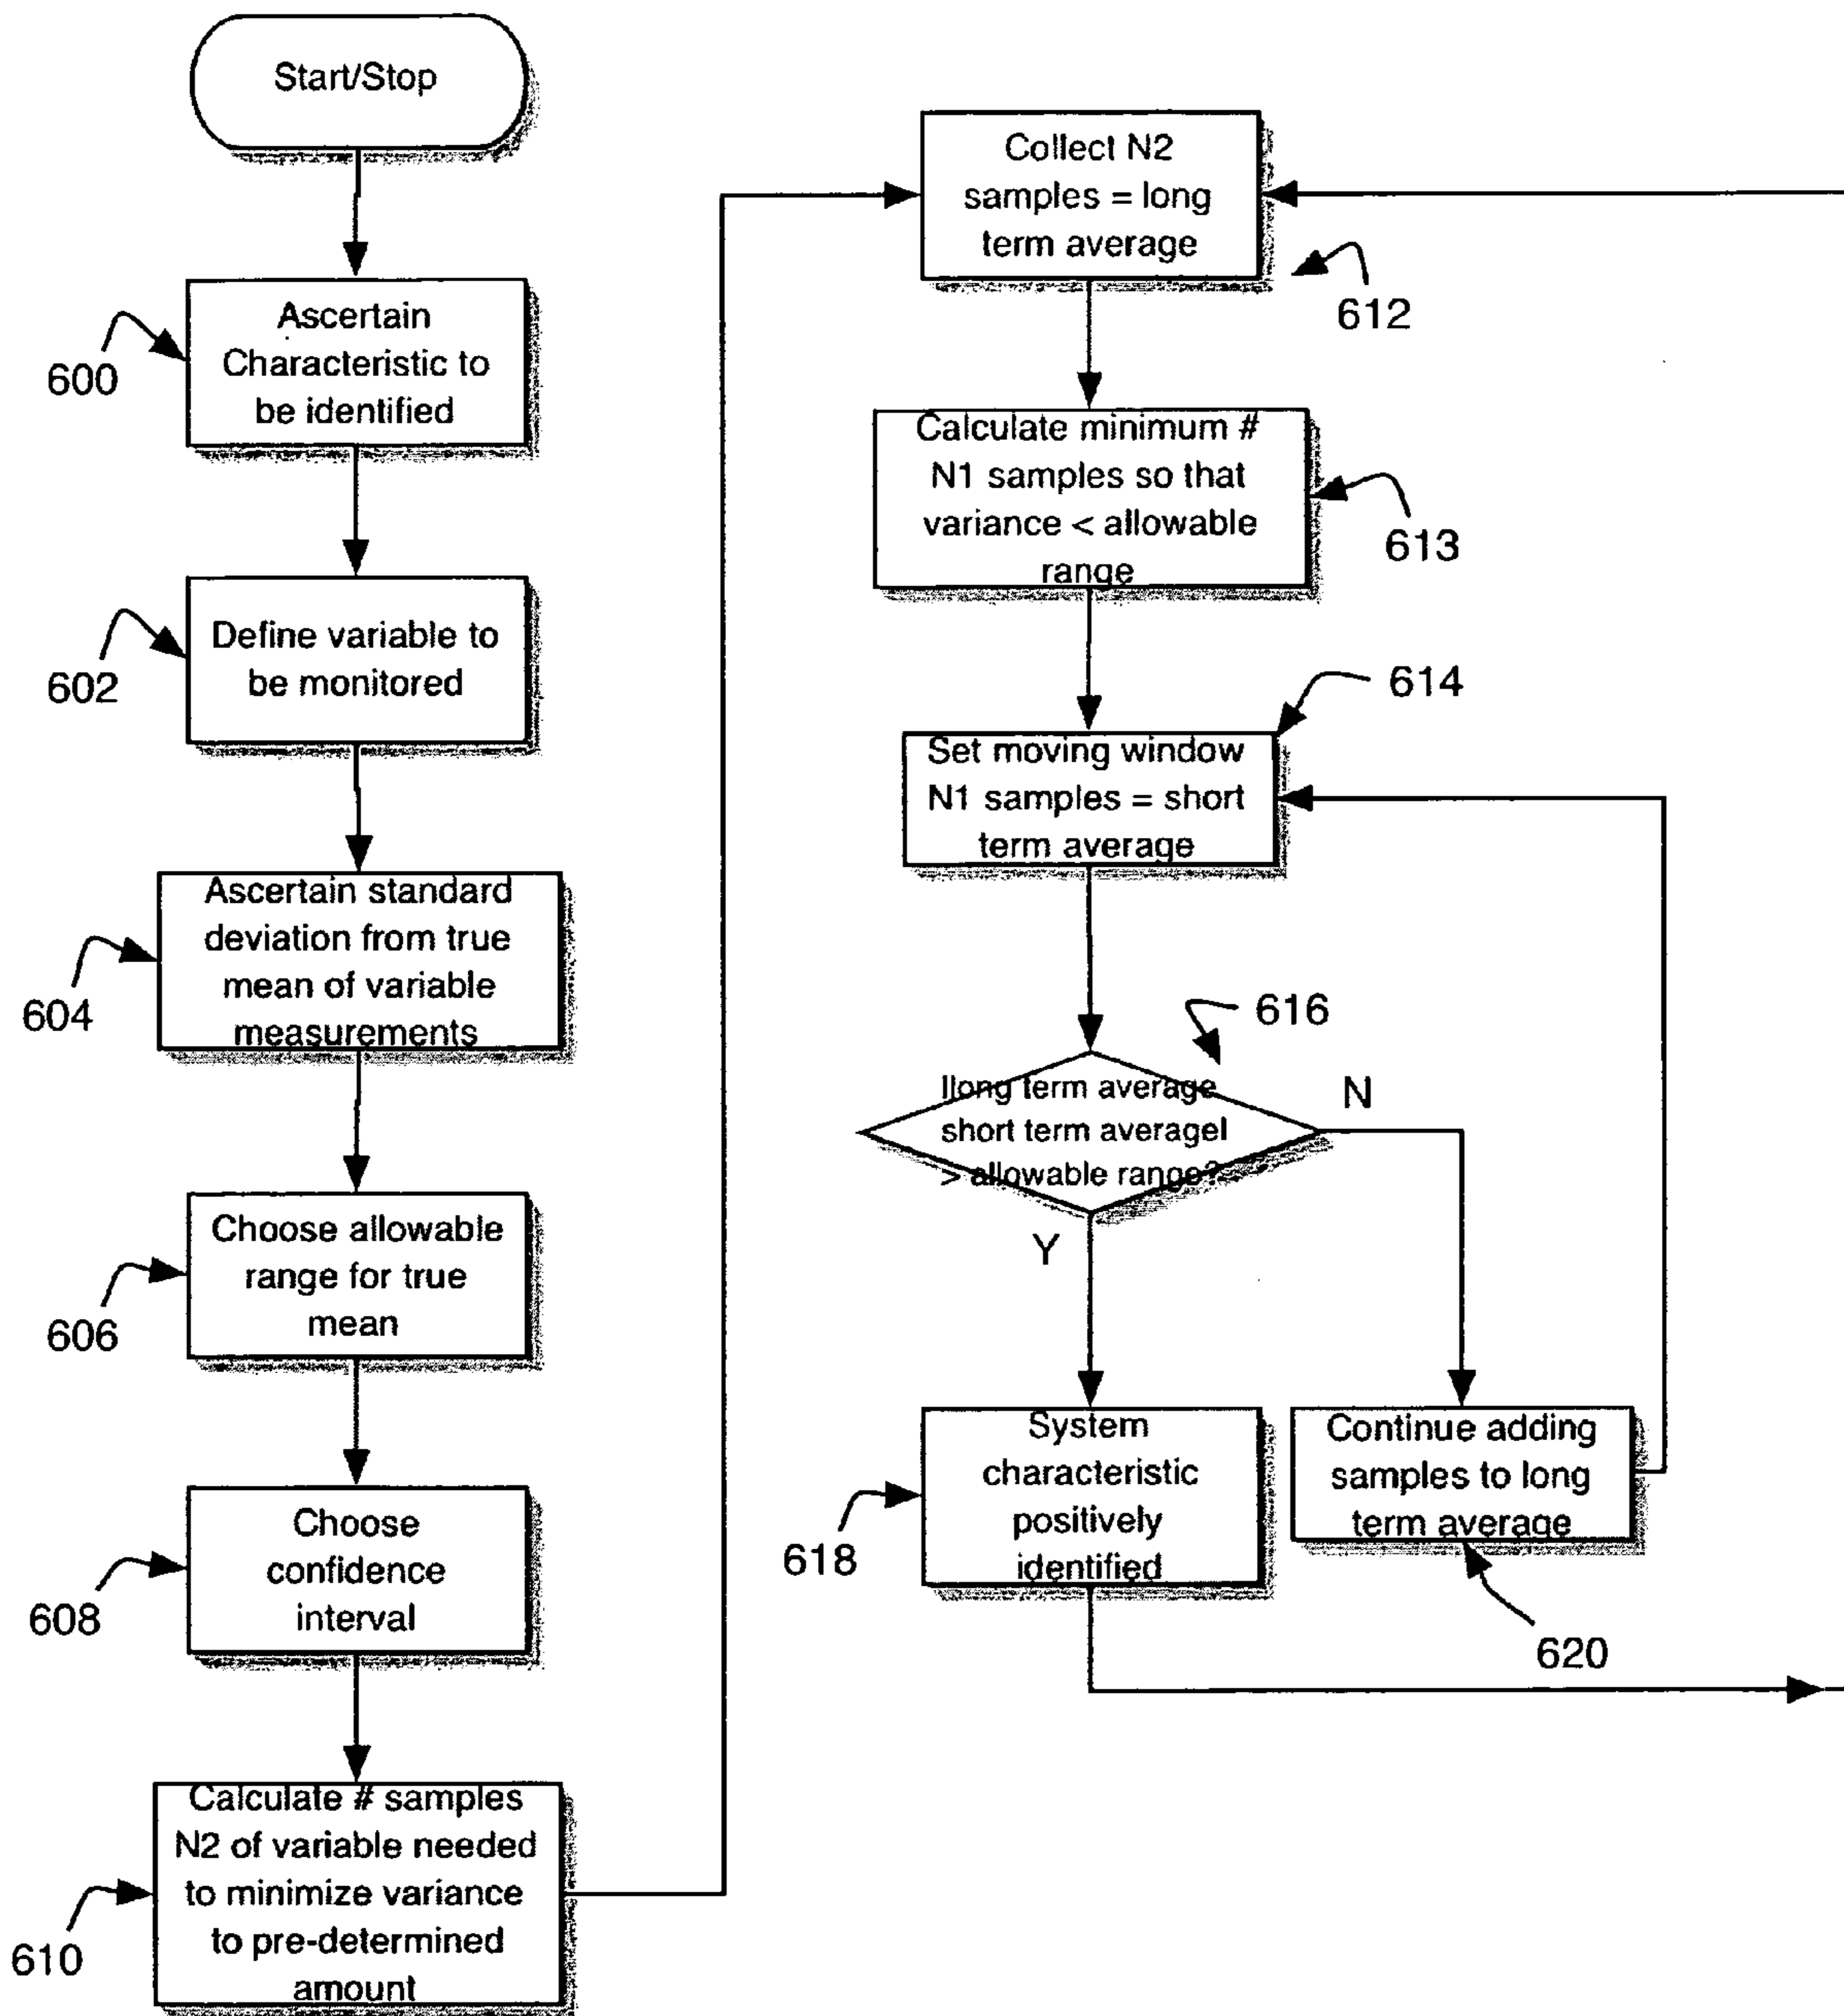 Start/Stop
Ascertain
Characteristic to
be identified
600
Define variable to
be monitored
602
Ascertain standard
deviation from true
mean of variable
measurements
604
Choose allowable
range for true
mean
606
Choose
confidence
interval
608
Calculate # samples
N2 of variable needed
to minimize variance
to pre-determined
amount
610
Collect N2
samples = long
term average
612
Calculate minimum #
N1 samples so that
variance < allowable
range
613
Set moving window
N1 samples = short
term average
614
|long term average
short term average|
> allowable range?
616
N
Y
System
characteristic
positively
identified
618
Continue adding
samples to long
term average
620